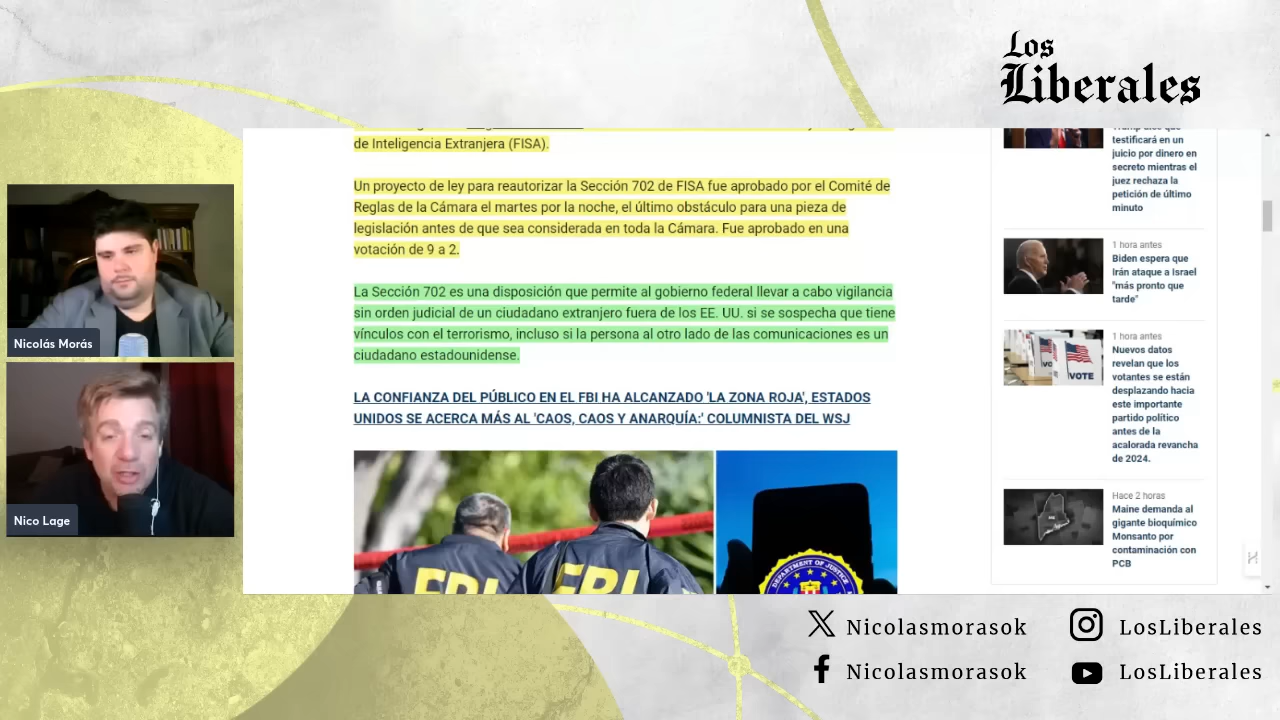 Los
Liberales
de Inteligencia Extranjera (FISA).
Un proyecto de ley para reautorizar la Sección 702 de FISA fue aprobado por el Comité de
Reglas de la Cámara el martes por la noche, el último obstáculo para una pieza de
legislación antes de que sea considerada en toda la Cámara. Fue aprobado en una
votación de 9 a 2.
La Sección 702 es una disposición que permite al gobierno federal llevar a cabo vigilancia
sin orden judicial de un ciudadano extranjero fuera de los EE. UU. si se sospecha que tiene
vínculos con el terrorismo, incluso si la persona al otro lado de las comunicaciones es un
ciudadano estadounidense.
LA CONFIANZA DEL PÚBLICO EN EL FBI HA ALCANZADO 'LA ZONA ROJA', ESTADOS
UNIDOS SE ACERCA MÁS AL 'CAOS, CAOS Y ANARQUÍA:' COLUMNISTA DEL WSJ
FBI
FBI
DEPARTMENT OF JUSTICE
Trump dice que
testificará en un
juicio por dinero en
secreto mientras el
juez rechaza la
petición de último
minuto
1 hora antes
Biden espera que
Irán ataque a Israel
"más pronto que
tarde"
1 hora antes
Nuevos datos
revelan que los
votantes se están
desplazando hacia
este importante
partido político
antes de la
acalorada revancha
de 2024.
VOTE
Hace 2 horas
Maine demanda al
gigante bioquímico
Monsanto por
contaminación con
PCB
Nicolás Morás
Nico Lage
Nicolasmorasok
LosLiberales
Nicolasmorasok
LosLiberales